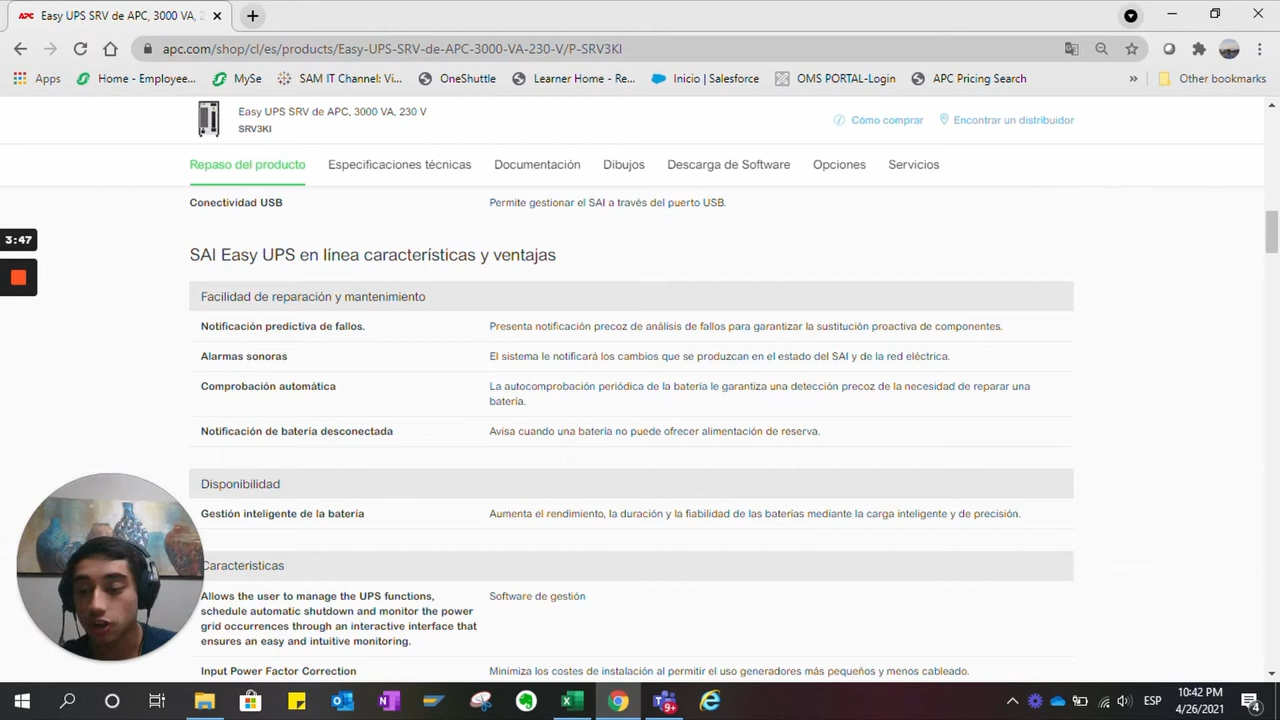 APC Easy UPS SRV de APC, 3000 VA, 2
apc.com/shop/cl/es/products/Easy-UPS-SRV-de-APC-3000-VA-230-V/P-SRV3KI
Apps Home - Employee... MySe SAM IT Channel: Vi... OneShuttle Learner Home - Re... Inicio | Salesforce OMS PORTAL-Login APC Pricing Search » Other bookmarks
Easy UPS SRV de APC, 3000 VA, 230 V
SRV3KI
Cómo comprar Encontrar un distribuidor
Repaso del producto Especificaciones técnicas Documentación Dibujos Descarga de Software Opciones Servicios
Conectividad USB Permite gestionar el SAI a través del puerto USB.
3:47
SAI Easy UPS en línea características y ventajas
Facilidad de reparación y mantenimiento
Notificación predictiva de fallos. Presenta notificación precoz de análisis de fallos para garantizar la sustitución proactiva de componentes.
Alarmas sonoras El sistema le notificará los cambios que se produzcan en el estado del SAI y de la red eléctrica.
Comprobación automática La autocomprobación periódica de la batería le garantiza una detección precoz de la necesidad de reparar una
batería.
Notificación de batería desconectada Avisa cuando una batería no puede ofrecer alimentación de reserva.
Disponibilidad
Gestión inteligente de la batería Aumenta el rendimiento, la duración y la fiabilidad de las baterías mediante la carga inteligente y de precisión.
Características
Allows the user to manage the UPS functions, Software de gestión
schedule automatic shutdown and monitor the power
grid occurrences through an interactive interface that
ensures an easy and intuitive monitoring.
Input Power Factor Correction Minimiza los costes de instalación al permitir el uso generadores más pequeños y menos cableado.
9+ ESP 10:42 PM
4/26/2021 4